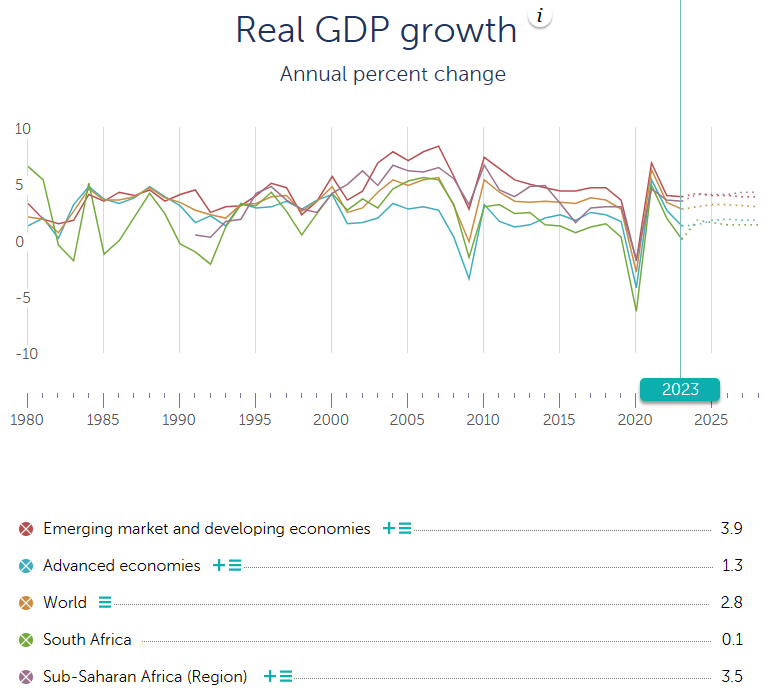 Real GDP growth i
Annual percent change
10
5
0
-5
-10
2023
1980 1985 1990 1995 2000 2005 2010 2015 2020 2025
Emerging market and developing economies 3.9
Advanced economies 1.3
World 2.8
South Africa 0.1
Sub-Saharan Africa (Region) 3.5